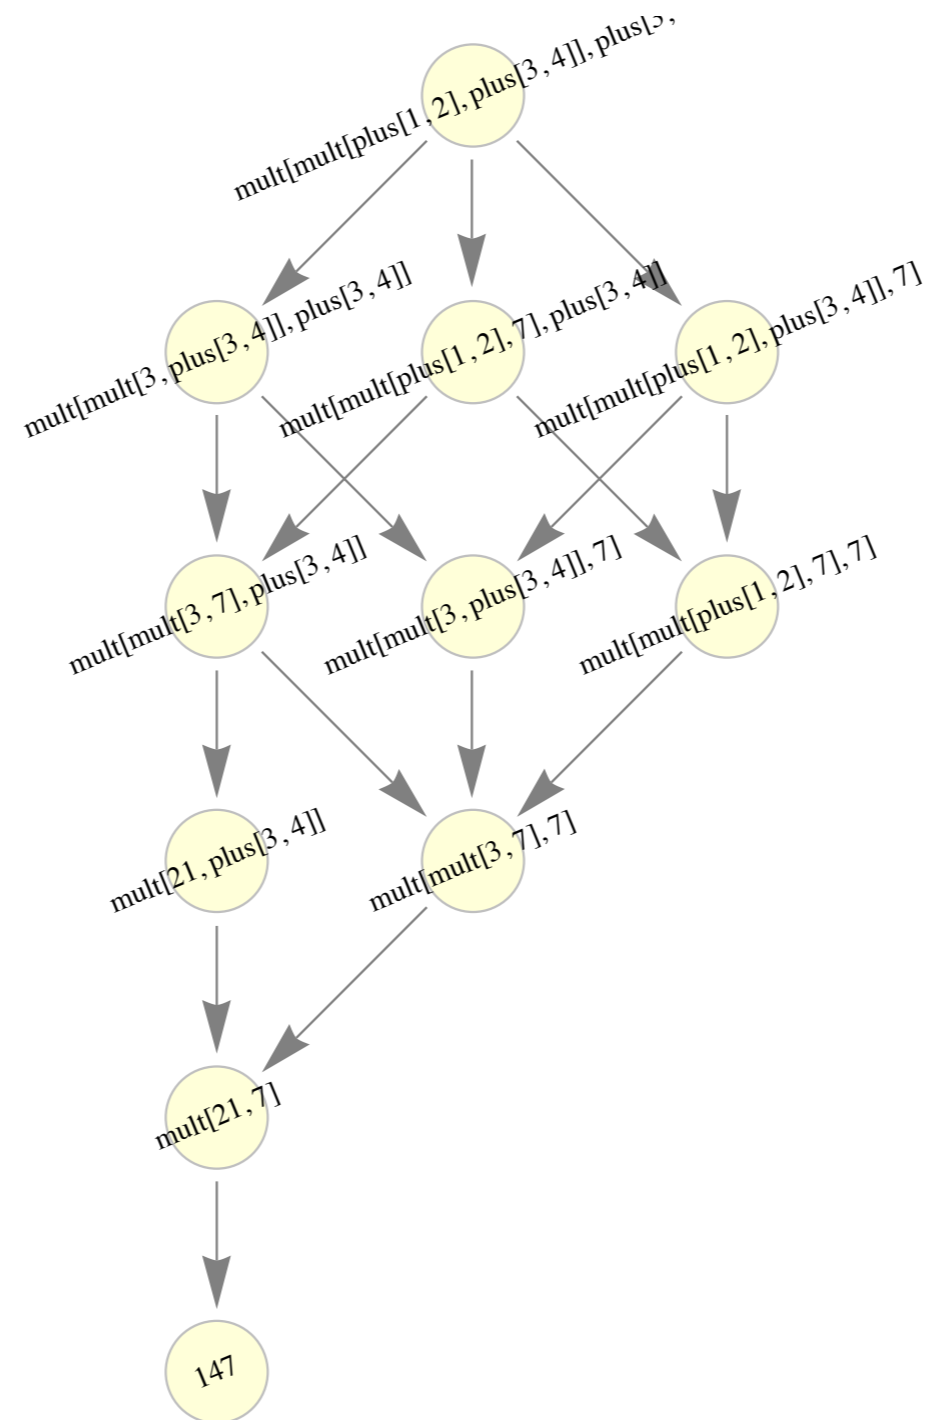 mult[mult[plus[1,2],plus[3,4]],plus[3,
mult[mult[3,plus[3,4]],plus[3,4]]
mult[mult[plus[1,2],7],plus[3,4]]
mult[mult[plus[1,2],plus[3,4]],7]
mult[mult[3,7],plus[3,4]]
mult[mult[3,plus[3,4]],7]
mult[mult[plus[1,2],7],7]
mult[21,plus[3,4]]
mult[mult[3,7],7]
mult[21,7]
147